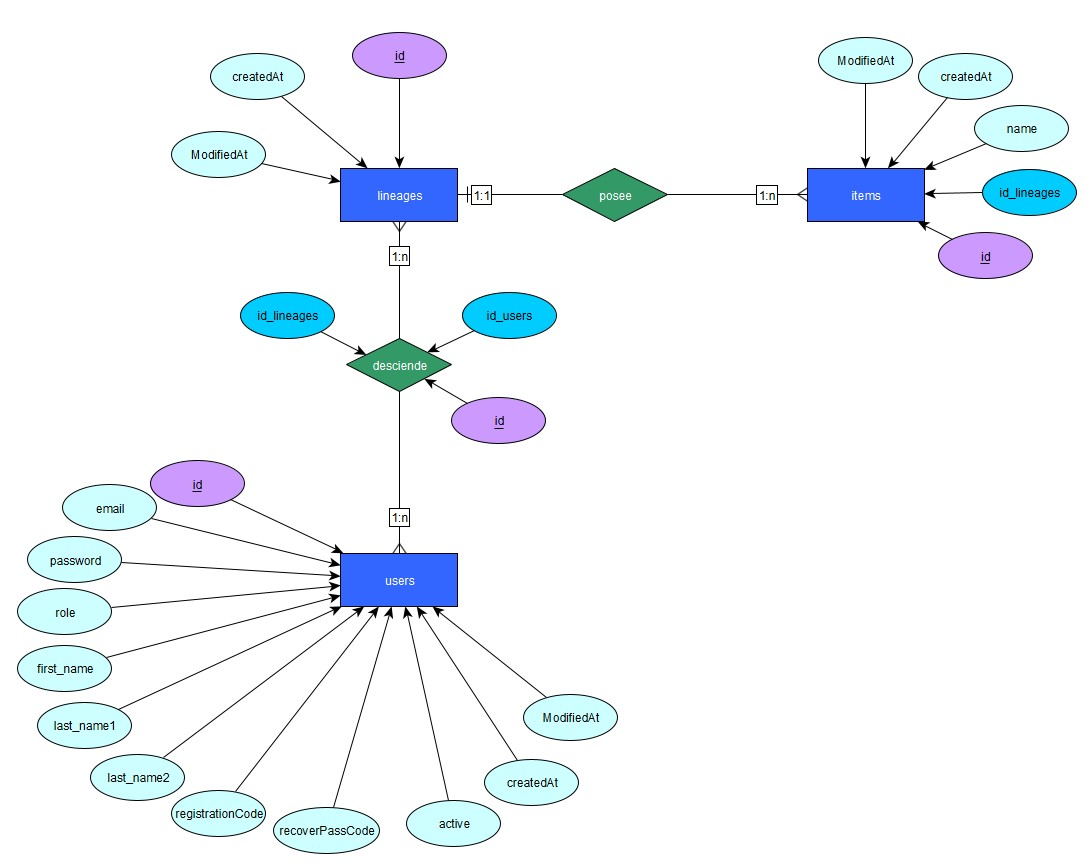 id
createdAt
ModifiedAt
lineages
1:1
posee
1:n
items
ModifiedAt
createdAt
name
id_lineages
id
1:n
id_lineages
id_users
desciende
id
1:n
users
id
email
password
role
first_name
last_name1
last_name2
registrationCode
recoverPassCode
active
createdAt
ModifiedAt